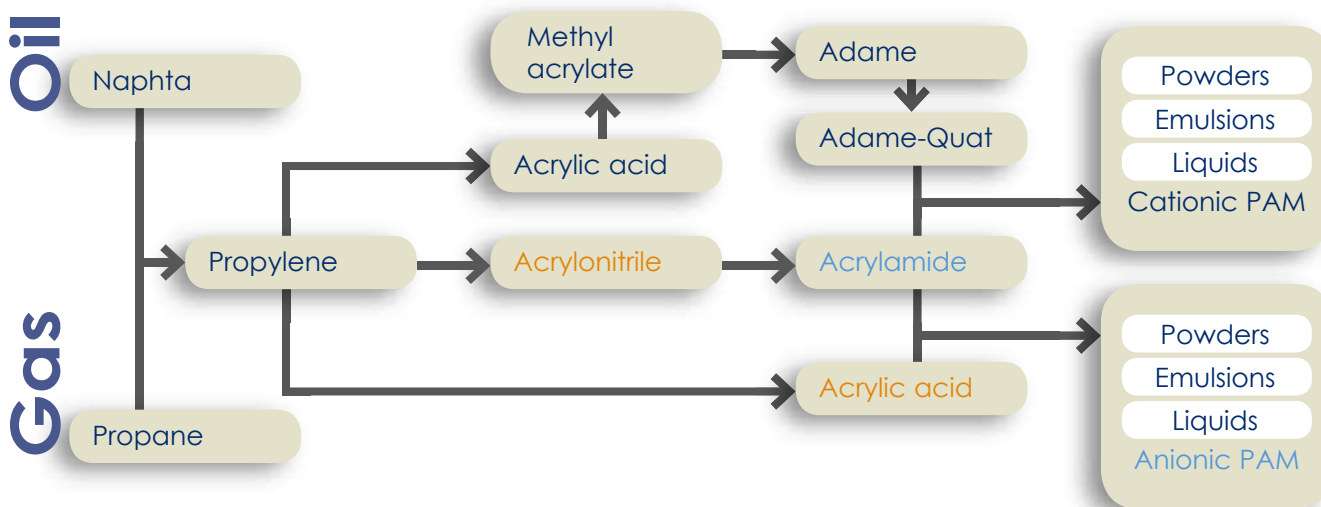 Oil
Gas
Naphta
Propane
Propylene
Methyl
acrylate
Acrylic acid
Acrylonitrile
Adame
Adame-Quat
Acrylamide
Acrylic acid
Powders
Emulsions
Liquids
Cationic PAM
Powders
Emulsions
Liquids
Anionic PAM